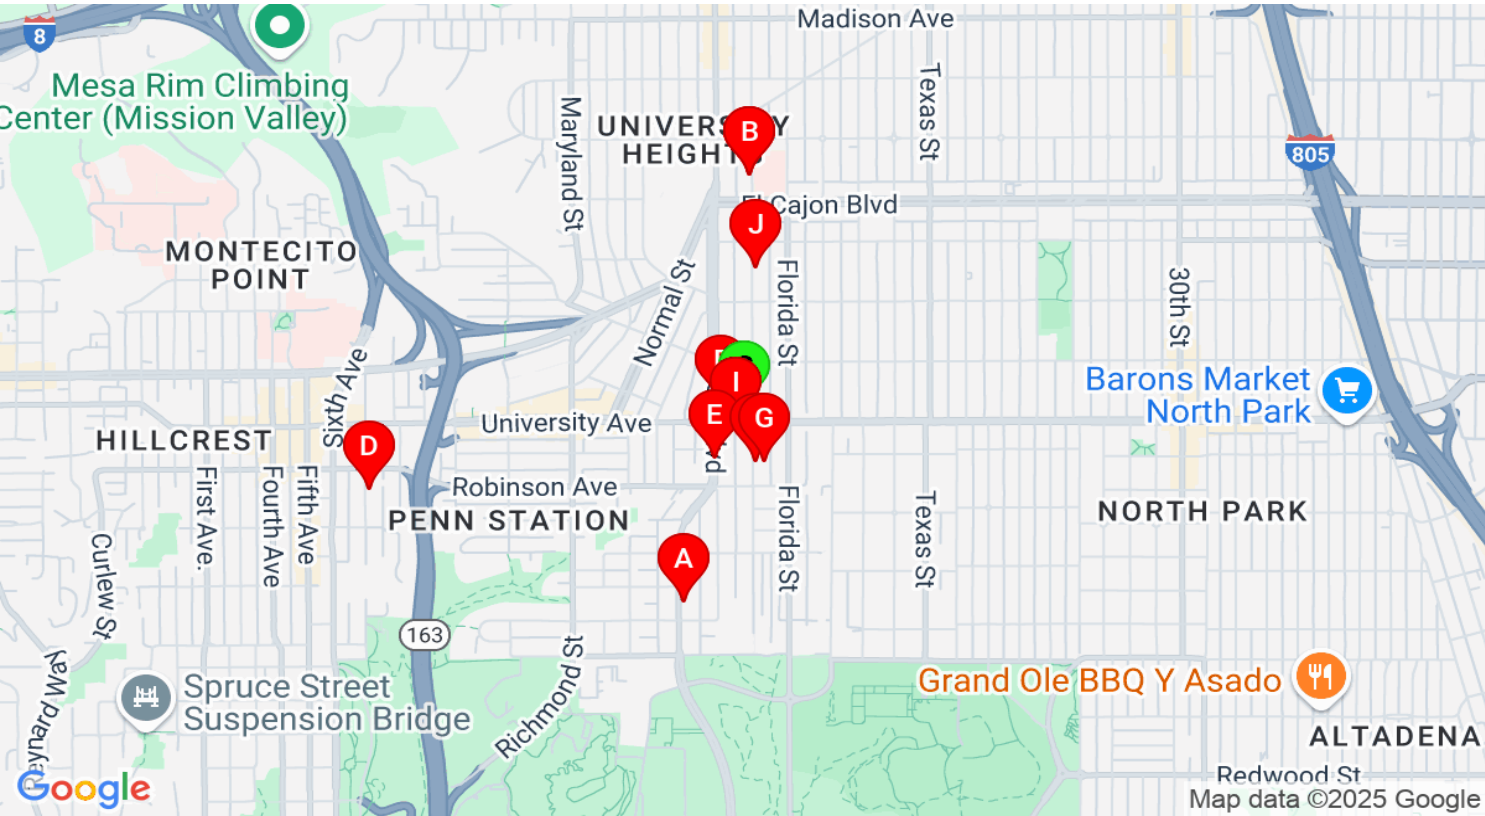 8
Madison Ave
Mesa Rim Climbing
Center (Mission Valley)
Maryland St
Texas St
UNIVERSITY
HEIGHTS
B
805
El Cajon Blvd
J
MONTECITO
POINT
Normal St
Florida St
30th St
Sixth Ave
I
Barons Market
North Park
University Ave
E
G
HILLCREST
D
Robinson Ave
First Ave.
Fourth Ave
Fifth Ave
PENN STATION
Texas St
NORTH PARK
Florida St
Curlew St
A
163
Richmond St
Grand Ole BBQ Y Asado
Spruce Street
Suspension Bridge
Raynard Way
ALTADENA
Redwood St
Google
Map data ©2025 Google